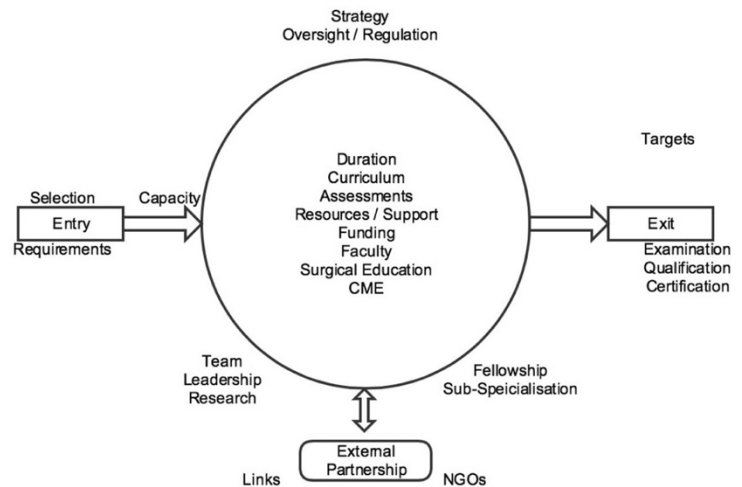 Strategy
Oversight / Regulation
Targets
Duration
Curriculum
Assessments
Resources / Support
Funding
Faculty
Surgical Education
CME
Selection
Capacity
Entry
Requirements
Exit
Examination
Qualification
Certification
Team
Leadership
Research
Fellowship
Sub-Speicialisation
External
Partnership
Links
NGOs